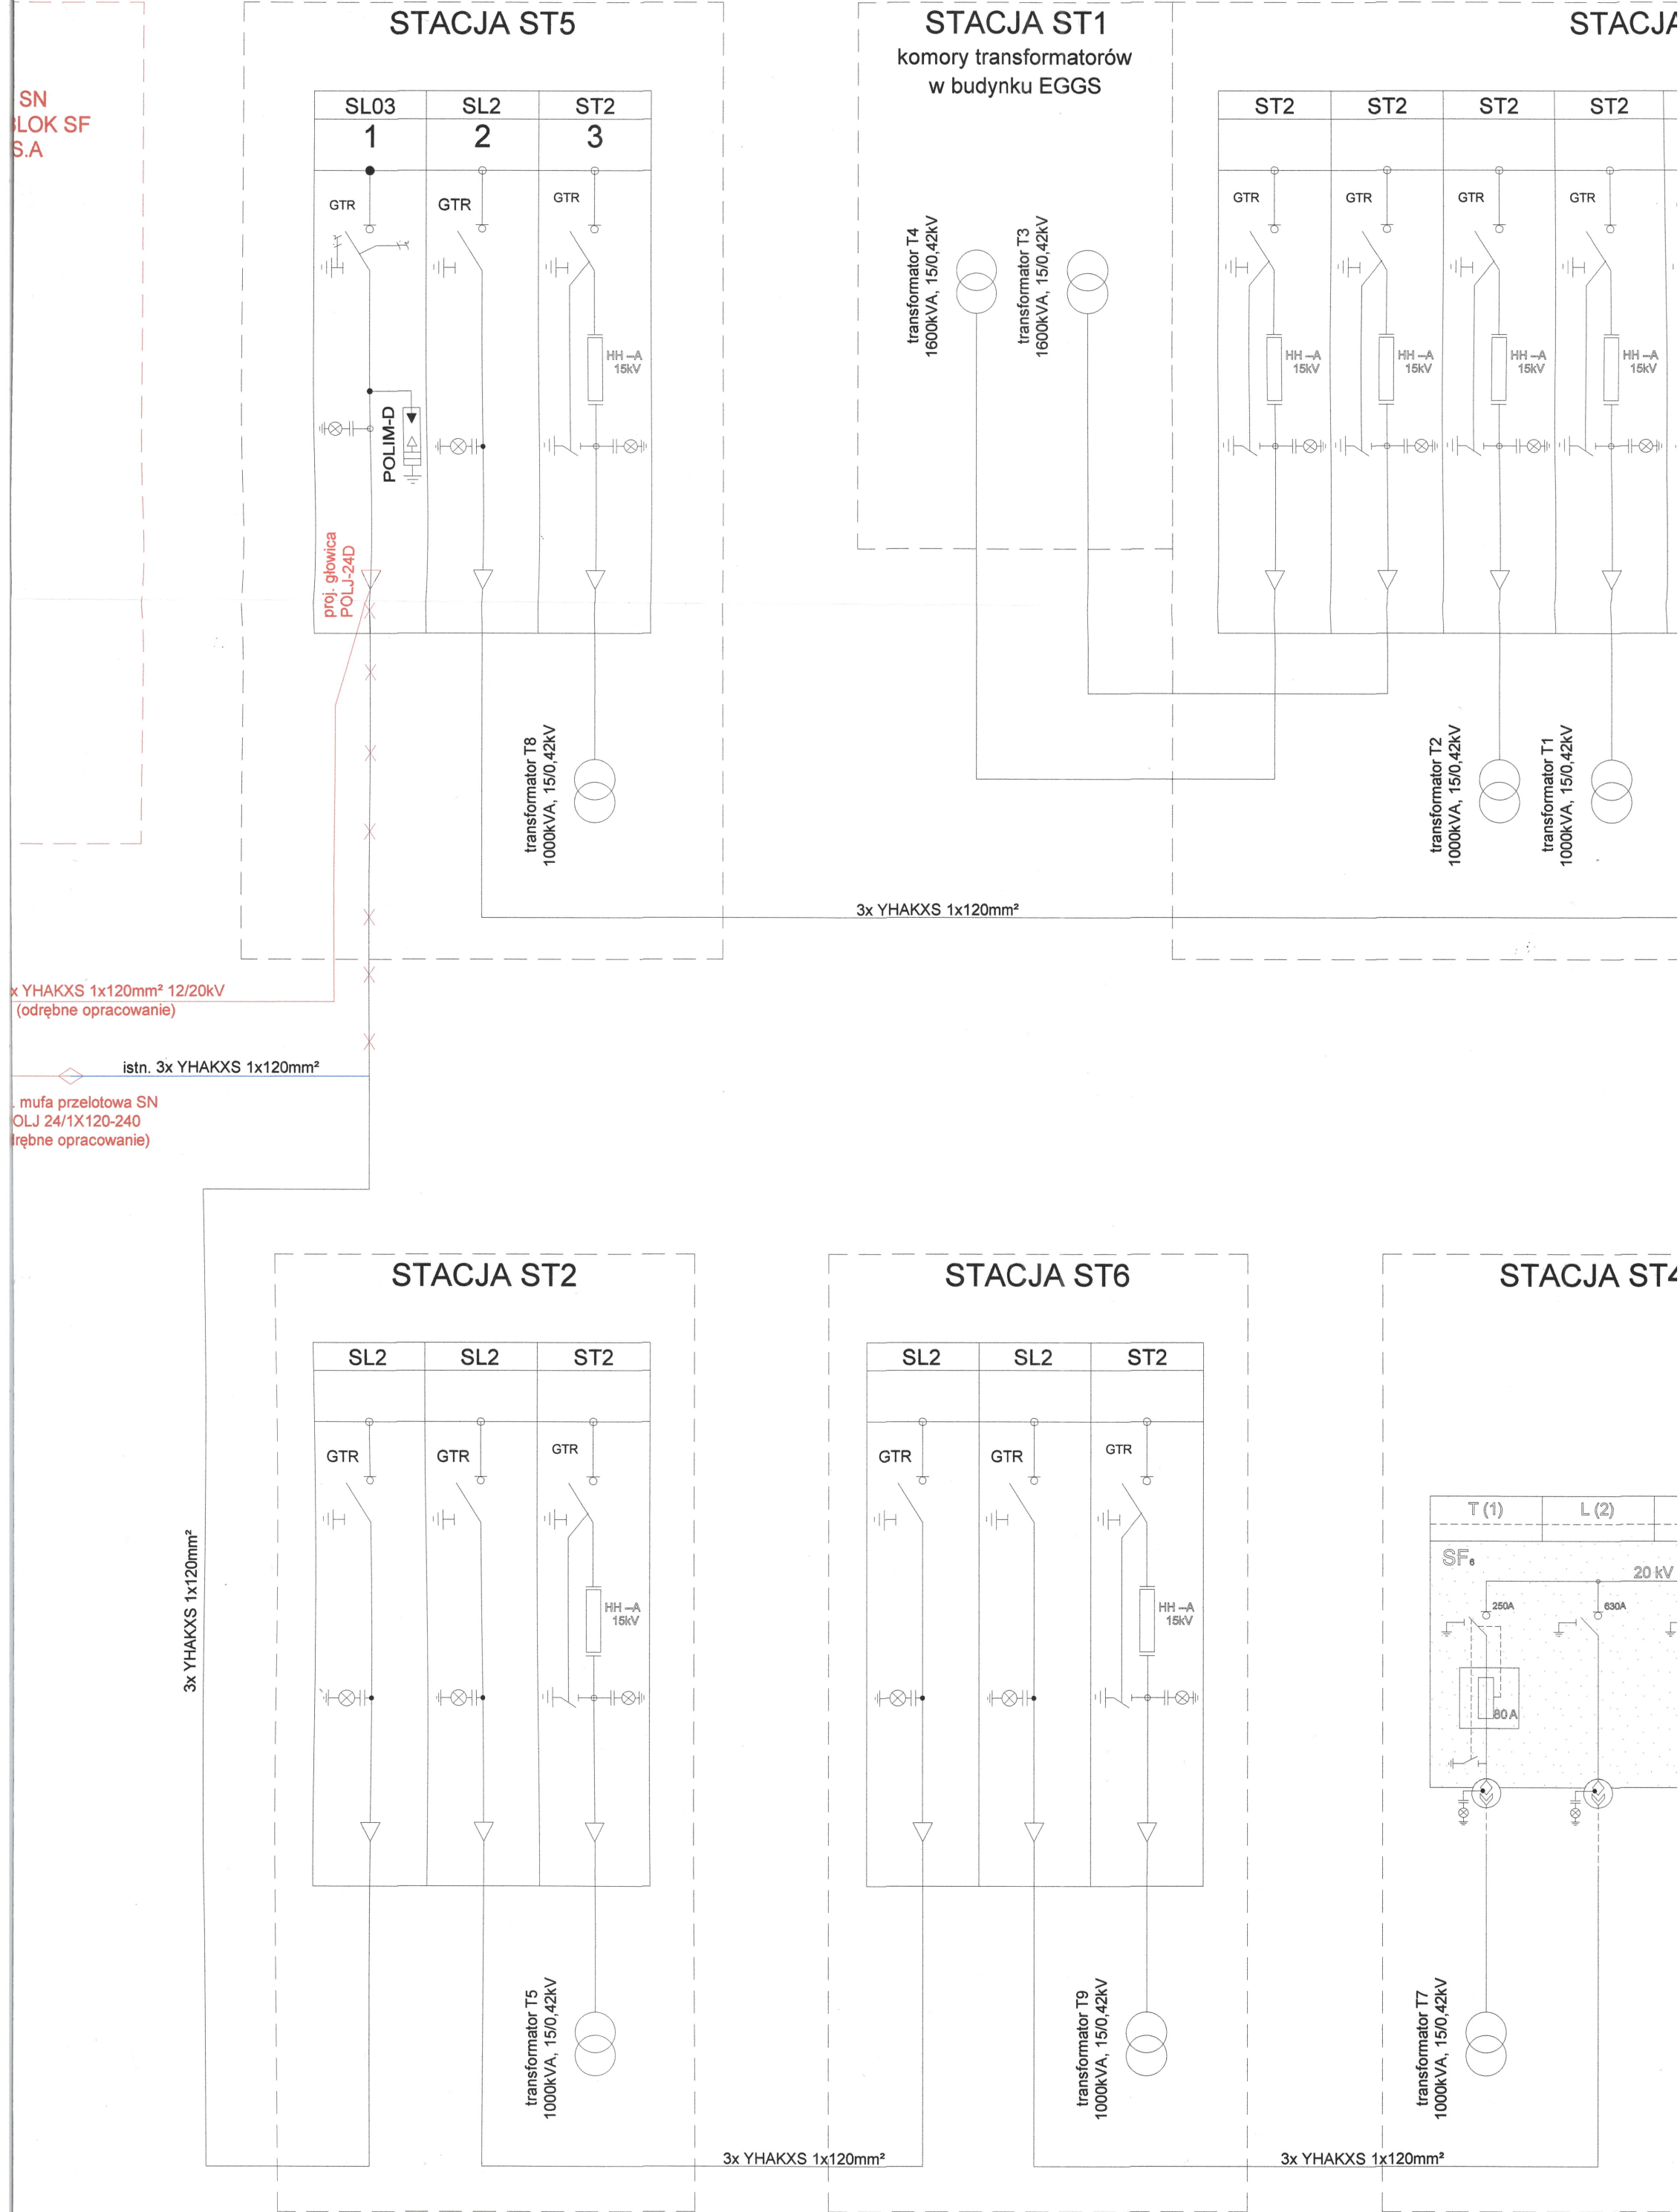 STACJA ST5
STACJA ST1
komory transformatorów
w budynku EGGS
STACJA
SN
BLOK SF
S.A
SL03
SL2
ST2
1
2
3
ST2
ST2
ST2
ST2
GTR
GTR
GTR
GTR
GTR
GTR
GTR
transformator T4
1600kVA, 15/0,42kV
transformator T3
1600kVA, 15/0,42kV
HH –A
15kV
HH –A
15kV
HH –A
15kV
HH –A
15kV
HH –A
15kV
POLIM-D
proj. głowica
POLJ-24D
transformator T8
1000kVA, 15/0,42kV
transformator T2
1000kVA, 15/0,42kV
transformator T1
1000kVA, 15/0,42kV
3x YHAKXS 1x120mm²
x YHAKXS 1x120mm² 12/20kV
(odrębne opracowanie)
istn. 3x YHAKXS 1x120mm²
. mufa przelotowa SN
OLJ 24/1X120-240
drębne opracowanie)
STACJA ST2
STACJA ST6
STACJA ST4
SL2
SL2
ST2
SL2
SL2
ST2
GTR
GTR
GTR
GTR
GTR
GTR
T (1)
L (2)
SF₆
20 kV
250A
630A
80A
HH –A
15kV
HH –A
15kV
3x YHAKXS 1x120mm²
transformator T5
1000kVA, 15/0,42kV
transformator T9
1000kVA, 15/0,42kV
transformator T7
1000kVA, 15/0,42kV
3x YHAKXS 1x120mm²
3x YHAKXS 1x120mm²